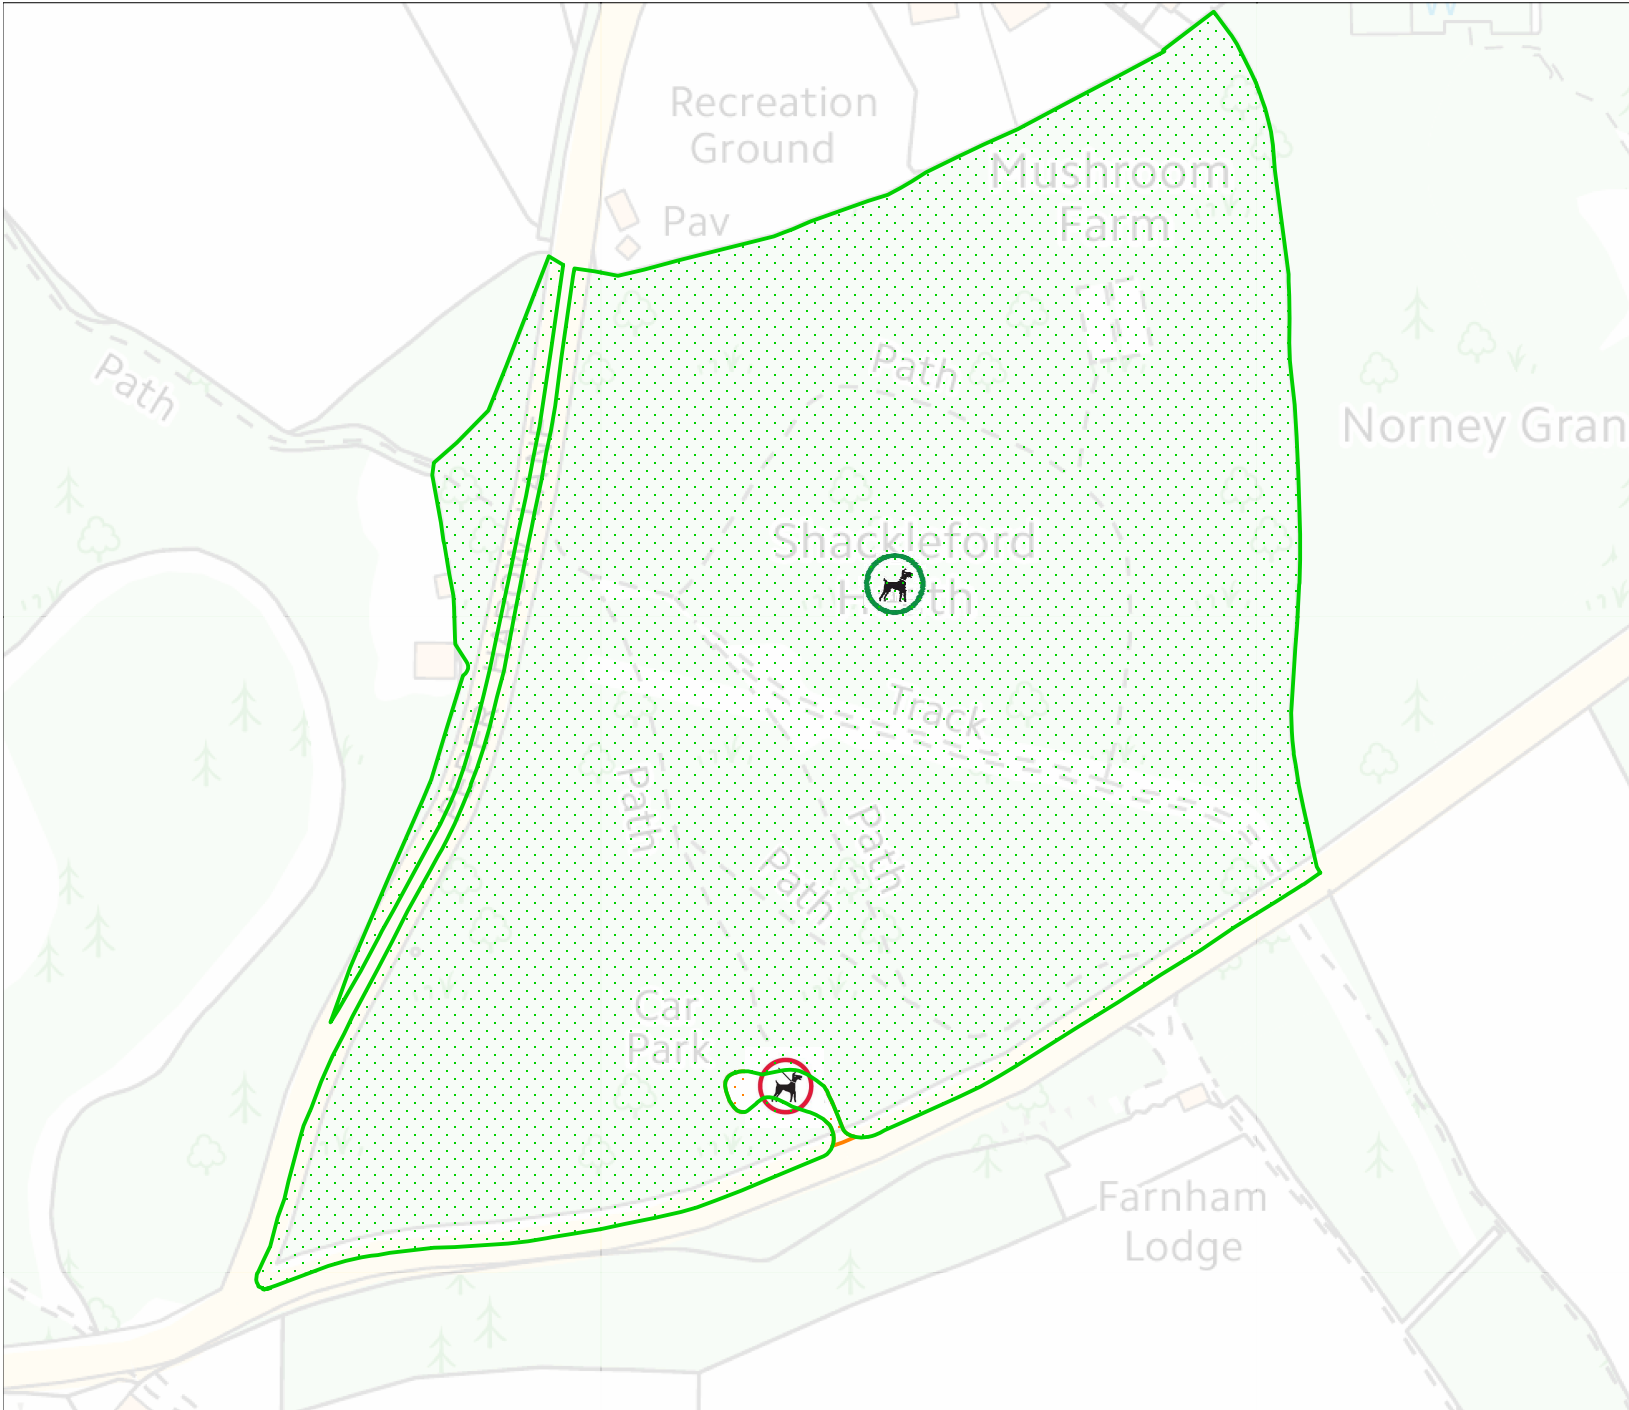 Recreation
Ground
Pav
Mushroom
Farm
Path
Path
Norney Gran
Shackleford
Track
Path
Path
Path
Car
Park
Farnham
Lodge